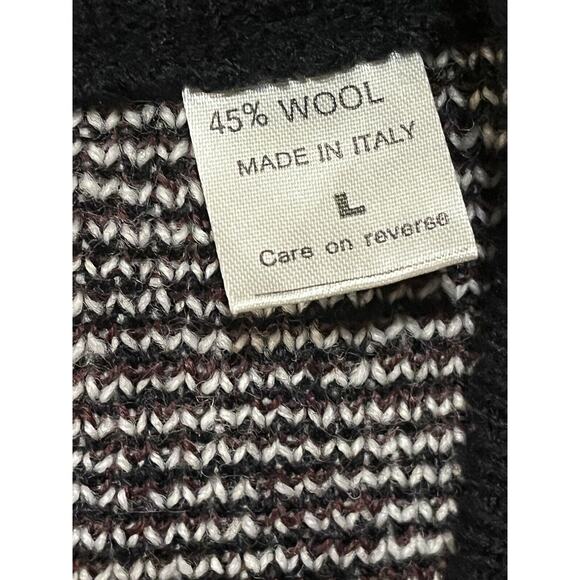 45% WOOL
MADE IN ITALY
L
Care on reverse